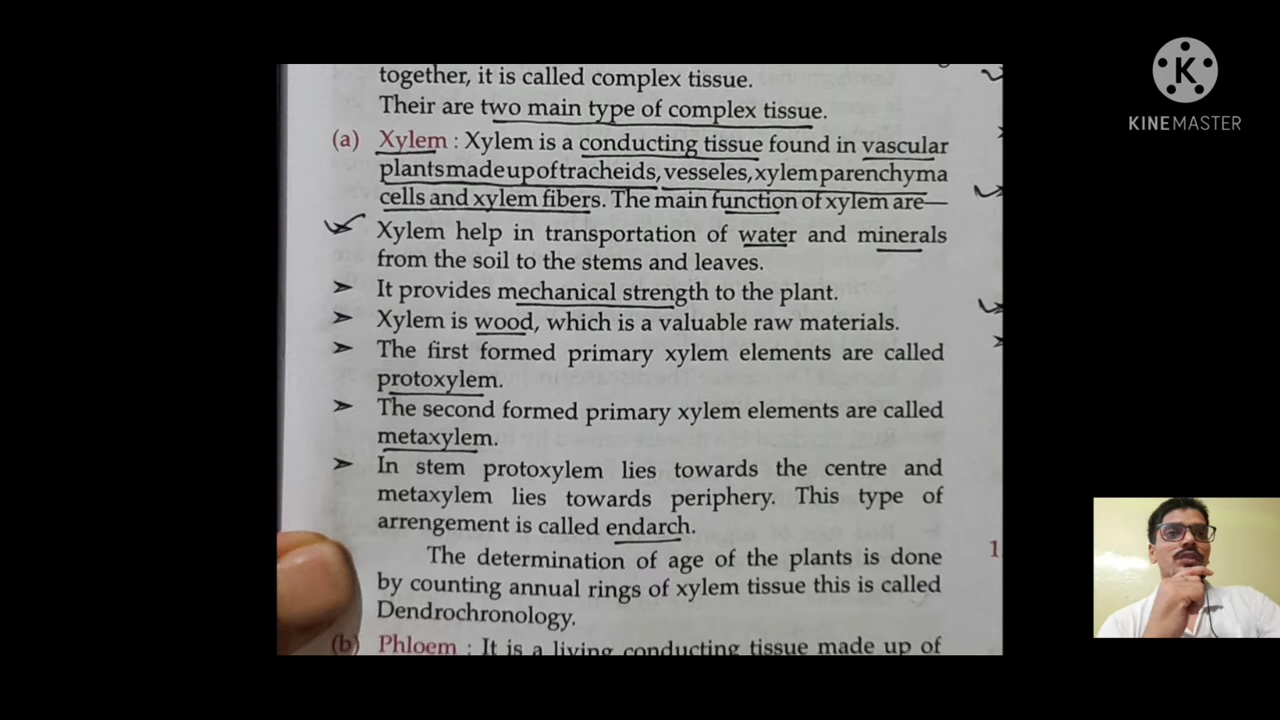 together, it is called complex tissue.
Their are two main type of complex tissue.
(a) Xylem : Xylem is a conducting tissue found in vascular
plants made up of tracheids, vesseles, xylem parenchyma
cells and xylem fibers. The main function of xylem are—
Xylem help in transportation of water and minerals
from the soil to the stems and leaves.
➤ It provides mechanical strength to the plant.
➤ Xylem is wood, which is a valuable raw materials.
➤ The first formed primary xylem elements are called
protoxylem.
➤ The second formed primary xylem elements are called
metaxylem.
➤ In stem protoxylem lies towards the centre and
metaxylem lies towards periphery. This type of
arrengement is called endarch.
The determination of age of the plants is done
by counting annual rings of xylem tissue this is called
Dendrochronology.
(b) Phloem : It is a living conducting tissue made up of
1
K
KINEMASTER